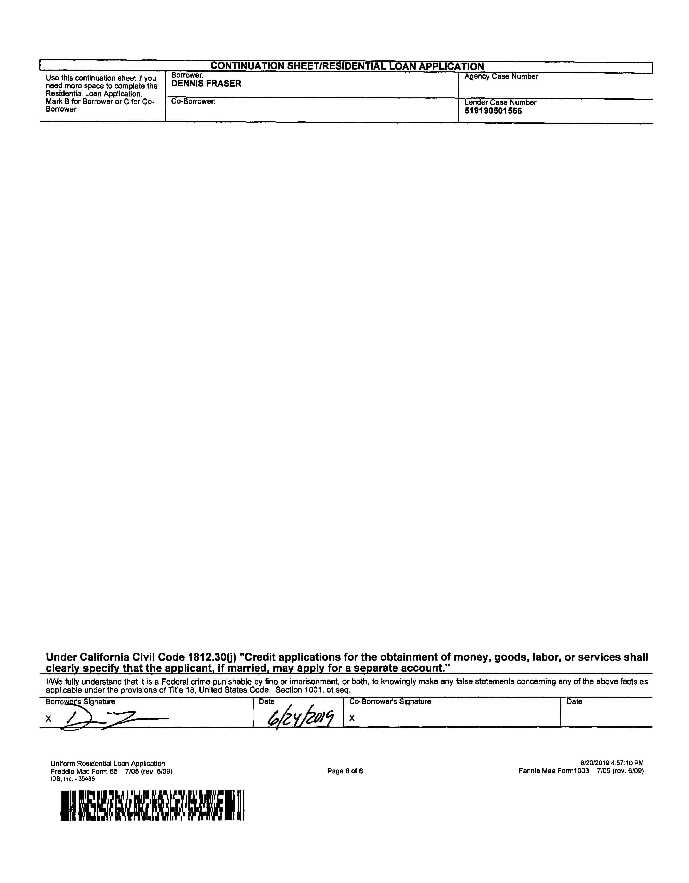 CONTINUATION SHEET/RESIDENTIAL LOAN APPLICATION
Use this continuation sheet if you
need more space to complete the
Residential Loan Application.
Mark B for Borrower or C for Co-
Borrower
Borrower:
DENNIS FRASER
Co-Borrower:
Agency Case Number
Lender Case Number
519190501566
Under California Civil Code 1812.30(j) "Credit applications for the obtainment of money, goods, labor, or services shall
clearly specify that the applicant, if married, may apply for a separate account."
I/We fully understand that it is a Federal crime punishable by fine or imprisonment, or both, to knowingly make any false statements concerning any of the above facts as
applicable under the provisions of Title 18, United States Code, Section 1001, et seq.
Borrower's Signature
X
Date
6/24/2019
Co-Borrower's Signature
X
Date
Uniform Residential Loan Application
Freddie Mac Form 65 7/05 (rev. 6/09)
IDS, Inc. -
Page 6 of 6
6/20/2019 4:57:10 PM
Fannie Mae Form1003 7/05 (rev. 6/09)